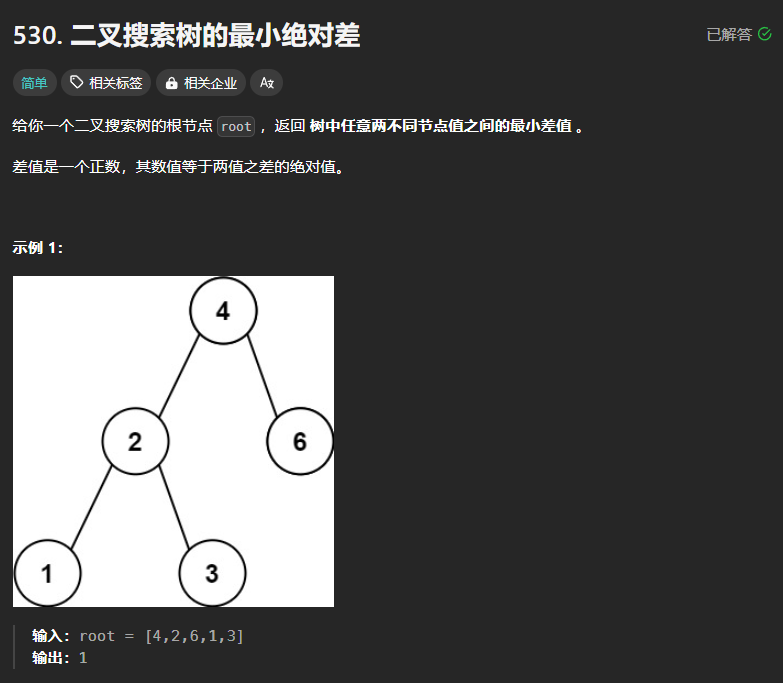 530. 二叉搜索树的最小绝对差
已解答
简单 相关标签 相关企业 Ax
给你一个二叉搜索树的根节点 root ，返回 树中任意两不同节点值之间的最小差值 。
差值是一个正数，其数值等于两值之差的绝对值。
示例 1：
4
2 6
1 3
输入：root = [4,2,6,1,3]
输出：1